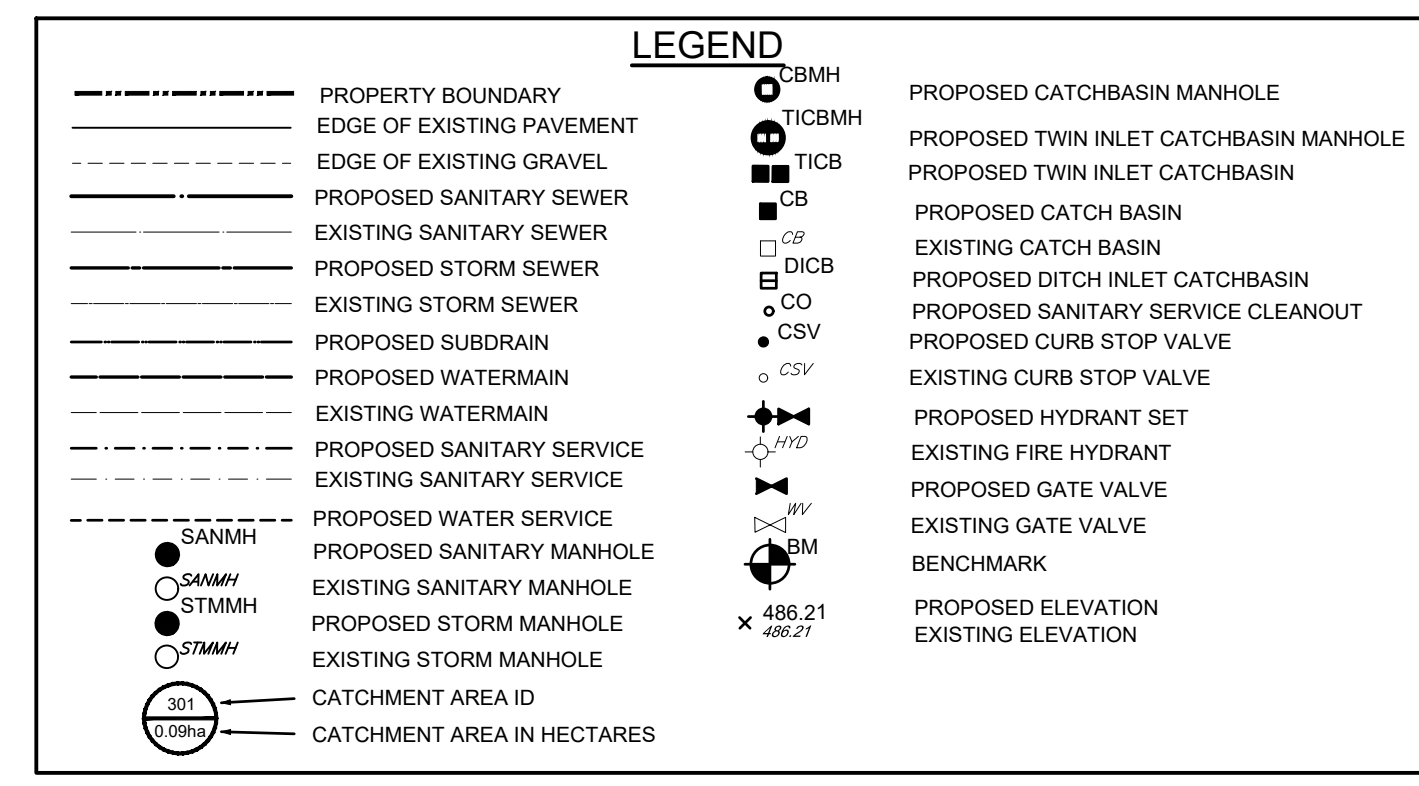 LEGEND
PROPERTY BOUNDARY
EDGE OF EXISTING PAVEMENT
EDGE OF EXISTING GRAVEL
PROPOSED SANITARY SEWER
EXISTING SANITARY SEWER
PROPOSED STORM SEWER
EXISTING STORM SEWER
PROPOSED SUBDRAIN
PROPOSED WATERMAIN
EXISTING WATERMAIN
PROPOSED SANITARY SERVICE
EXISTING SANITARY SERVICE
PROPOSED WATER SERVICE
SANMH
PROPOSED SANITARY MANHOLE
SANMH
EXISTING SANITARY MANHOLE
STMMH
PROPOSED STORM MANHOLE
STMMH
EXISTING STORM MANHOLE
301
CATCHMENT AREA ID
0.09ha
CATCHMENT AREA IN HECTARES
CBMH
PROPOSED CATCHBASIN MANHOLE
TICBMH
PROPOSED TWIN INLET CATCHBASIN MANHOLE
TICB
PROPOSED TWIN INLET CATCHBASIN
CB
PROPOSED CATCH BASIN
CB
EXISTING CATCH BASIN
DICB
PROPOSED DITCH INLET CATCHBASIN
CO
PROPOSED SANITARY SERVICE CLEANOUT
CSV
PROPOSED CURB STOP VALVE
CSV
EXISTING CURB STOP VALVE
PROPOSED HYDRANT SET
HYD
EXISTING FIRE HYDRANT
PROPOSED GATE VALVE
WV
EXISTING GATE VALVE
BM
BENCHMARK
486.21
PROPOSED ELEVATION
486.21
EXISTING ELEVATION